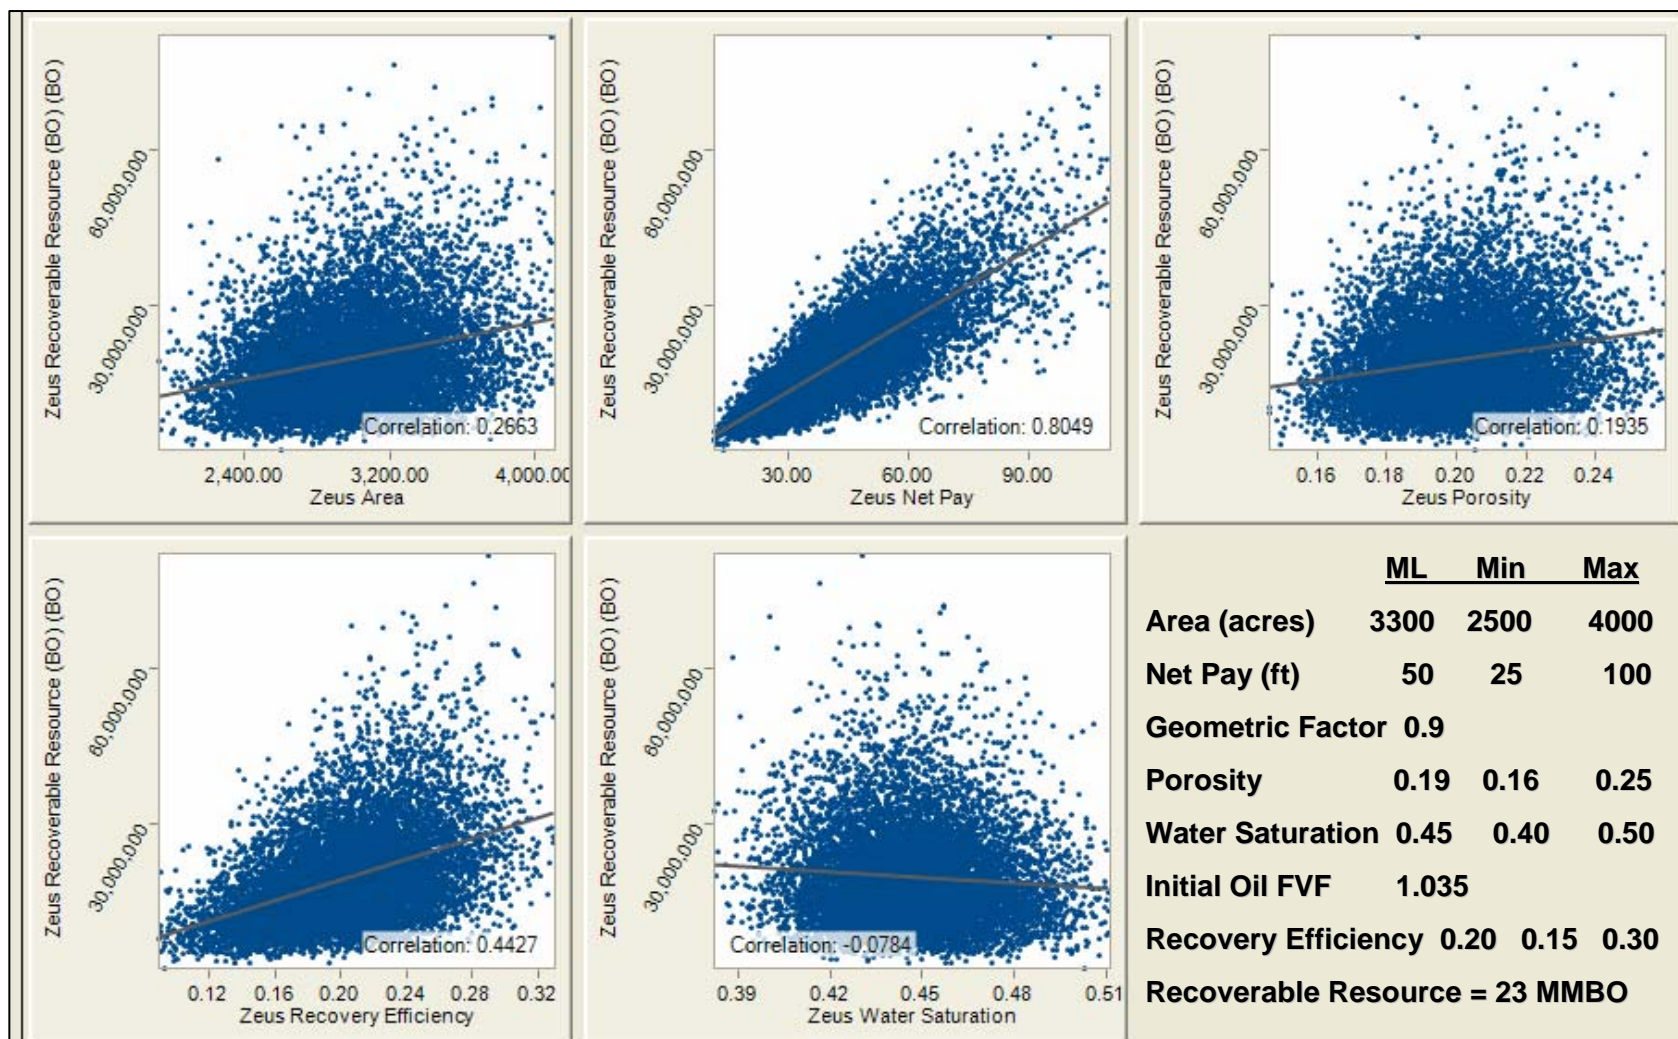 Zeus Recoverable Resource (BO) (BO)
60,000,000
30,000,000
Correlation: 0.2663
2,400.00 3,200.00 4,000.00
Zeus Area
Zeus Recoverable Resource (BO) (BO)
60,000,000
30,000,000
Correlation: 0.8049
30.00 60.00 90.00
Zeus Net Pay
Zeus Recoverable Resource (BO) (BO)
60,000,000
30,000,000
Correlation: 0.1935
0.16 0.18 0.20 0.22 0.24
Zeus Porosity
Zeus Recoverable Resource (BO) (BO)
60,000,000
30,000,000
Correlation: 0.4427
0.12 0.16 0.20 0.24 0.28 0.32
Zeus Recovery Efficiency
Zeus Recoverable Resource (BO) (BO)
60,000,000
30,000,000
Correlation: -0.0784
0.39 0.42 0.45 0.48 0.51
Zeus Water Saturation
ML Min Max
Area (acres) 3300 2500 4000
Net Pay (ft) 50 25 100
Geometric Factor 0.9
Porosity 0.19 0.16 0.25
Water Saturation 0.45 0.40 0.50
Initial Oil FVF 1.035
Recovery Efficiency 0.20 0.15 0.30
Recoverable Resource = 23 MMBO